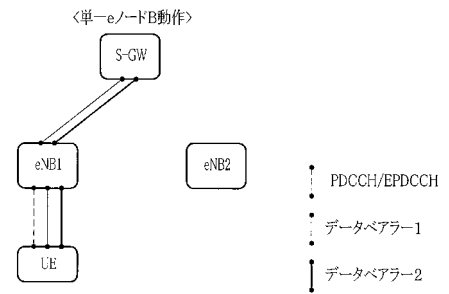 〈単一eノードB動作〉
S-GW
eNB1
eNB2
PDCCH/EPDCCH
データベアラー1
UE
データベアラー2